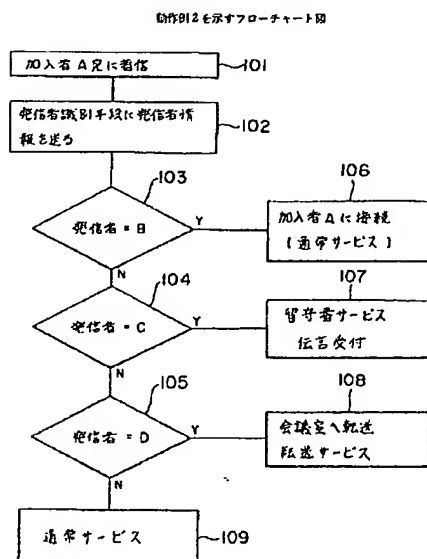 動作例2を示すフローチャート図
加入者A宛に着信
101
発信者識別手段に発信者情
報を送る
102
103
発信者=B
Y
N
106
加入者Aに接続
(通常サービス)
104
発信者=C
Y
N
107
留守番サービス
伝言受付
105
発信者=D
Y
N
108
会議室へ転送
転送サービス
通常サービス
109